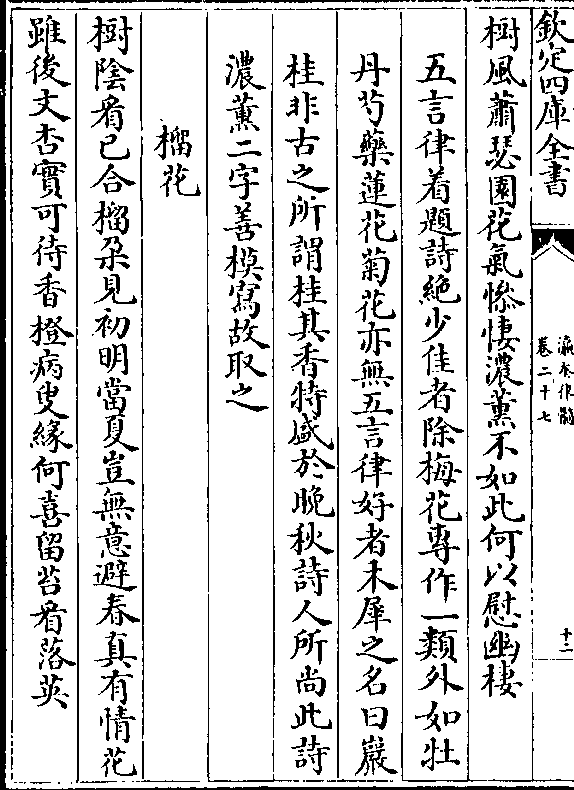 欽定四庫全書
瀛奎律髓
卷二十七
十二
樹風蕭瑟園花氣慘悽濃薰不如此何以慰幽棲
五言律着題詩絶少佳者除梅花專作一類外如牡
丹芍藥蓮花菊花亦無五言律好者木犀之名曰巖
桂非古之所謂桂其香特盛於晚秋詩人所尚此詩
濃薰二字善模寫故取之
榴花
樹陰看已合榴朶見初明當夏豈無意避春真有情花
雖後丈杏實可待香橙病叟緣何喜留苔看落英